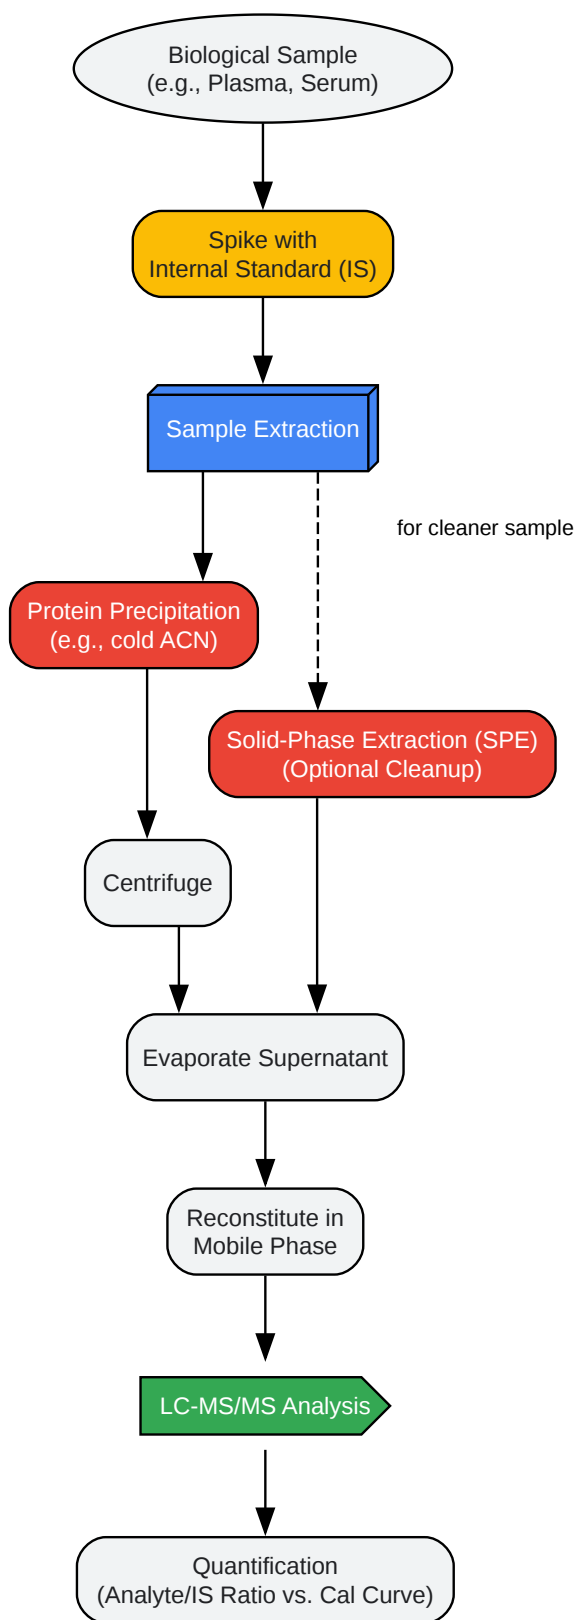 Biological Sample
(e.g., Plasma, Serum)
Spike with
Internal Standard (IS)
Sample Extraction
for cleaner sample
Protein Precipitation
(e.g., cold ACN)
Solid-Phase Extraction (SPE)
(Optional Cleanup)
Centrifuge
Evaporate Supernatant
Reconstitute in
Mobile Phase
LC-MS/MS Analysis
Quantification
(Analyte/IS Ratio vs. Cal Curve)